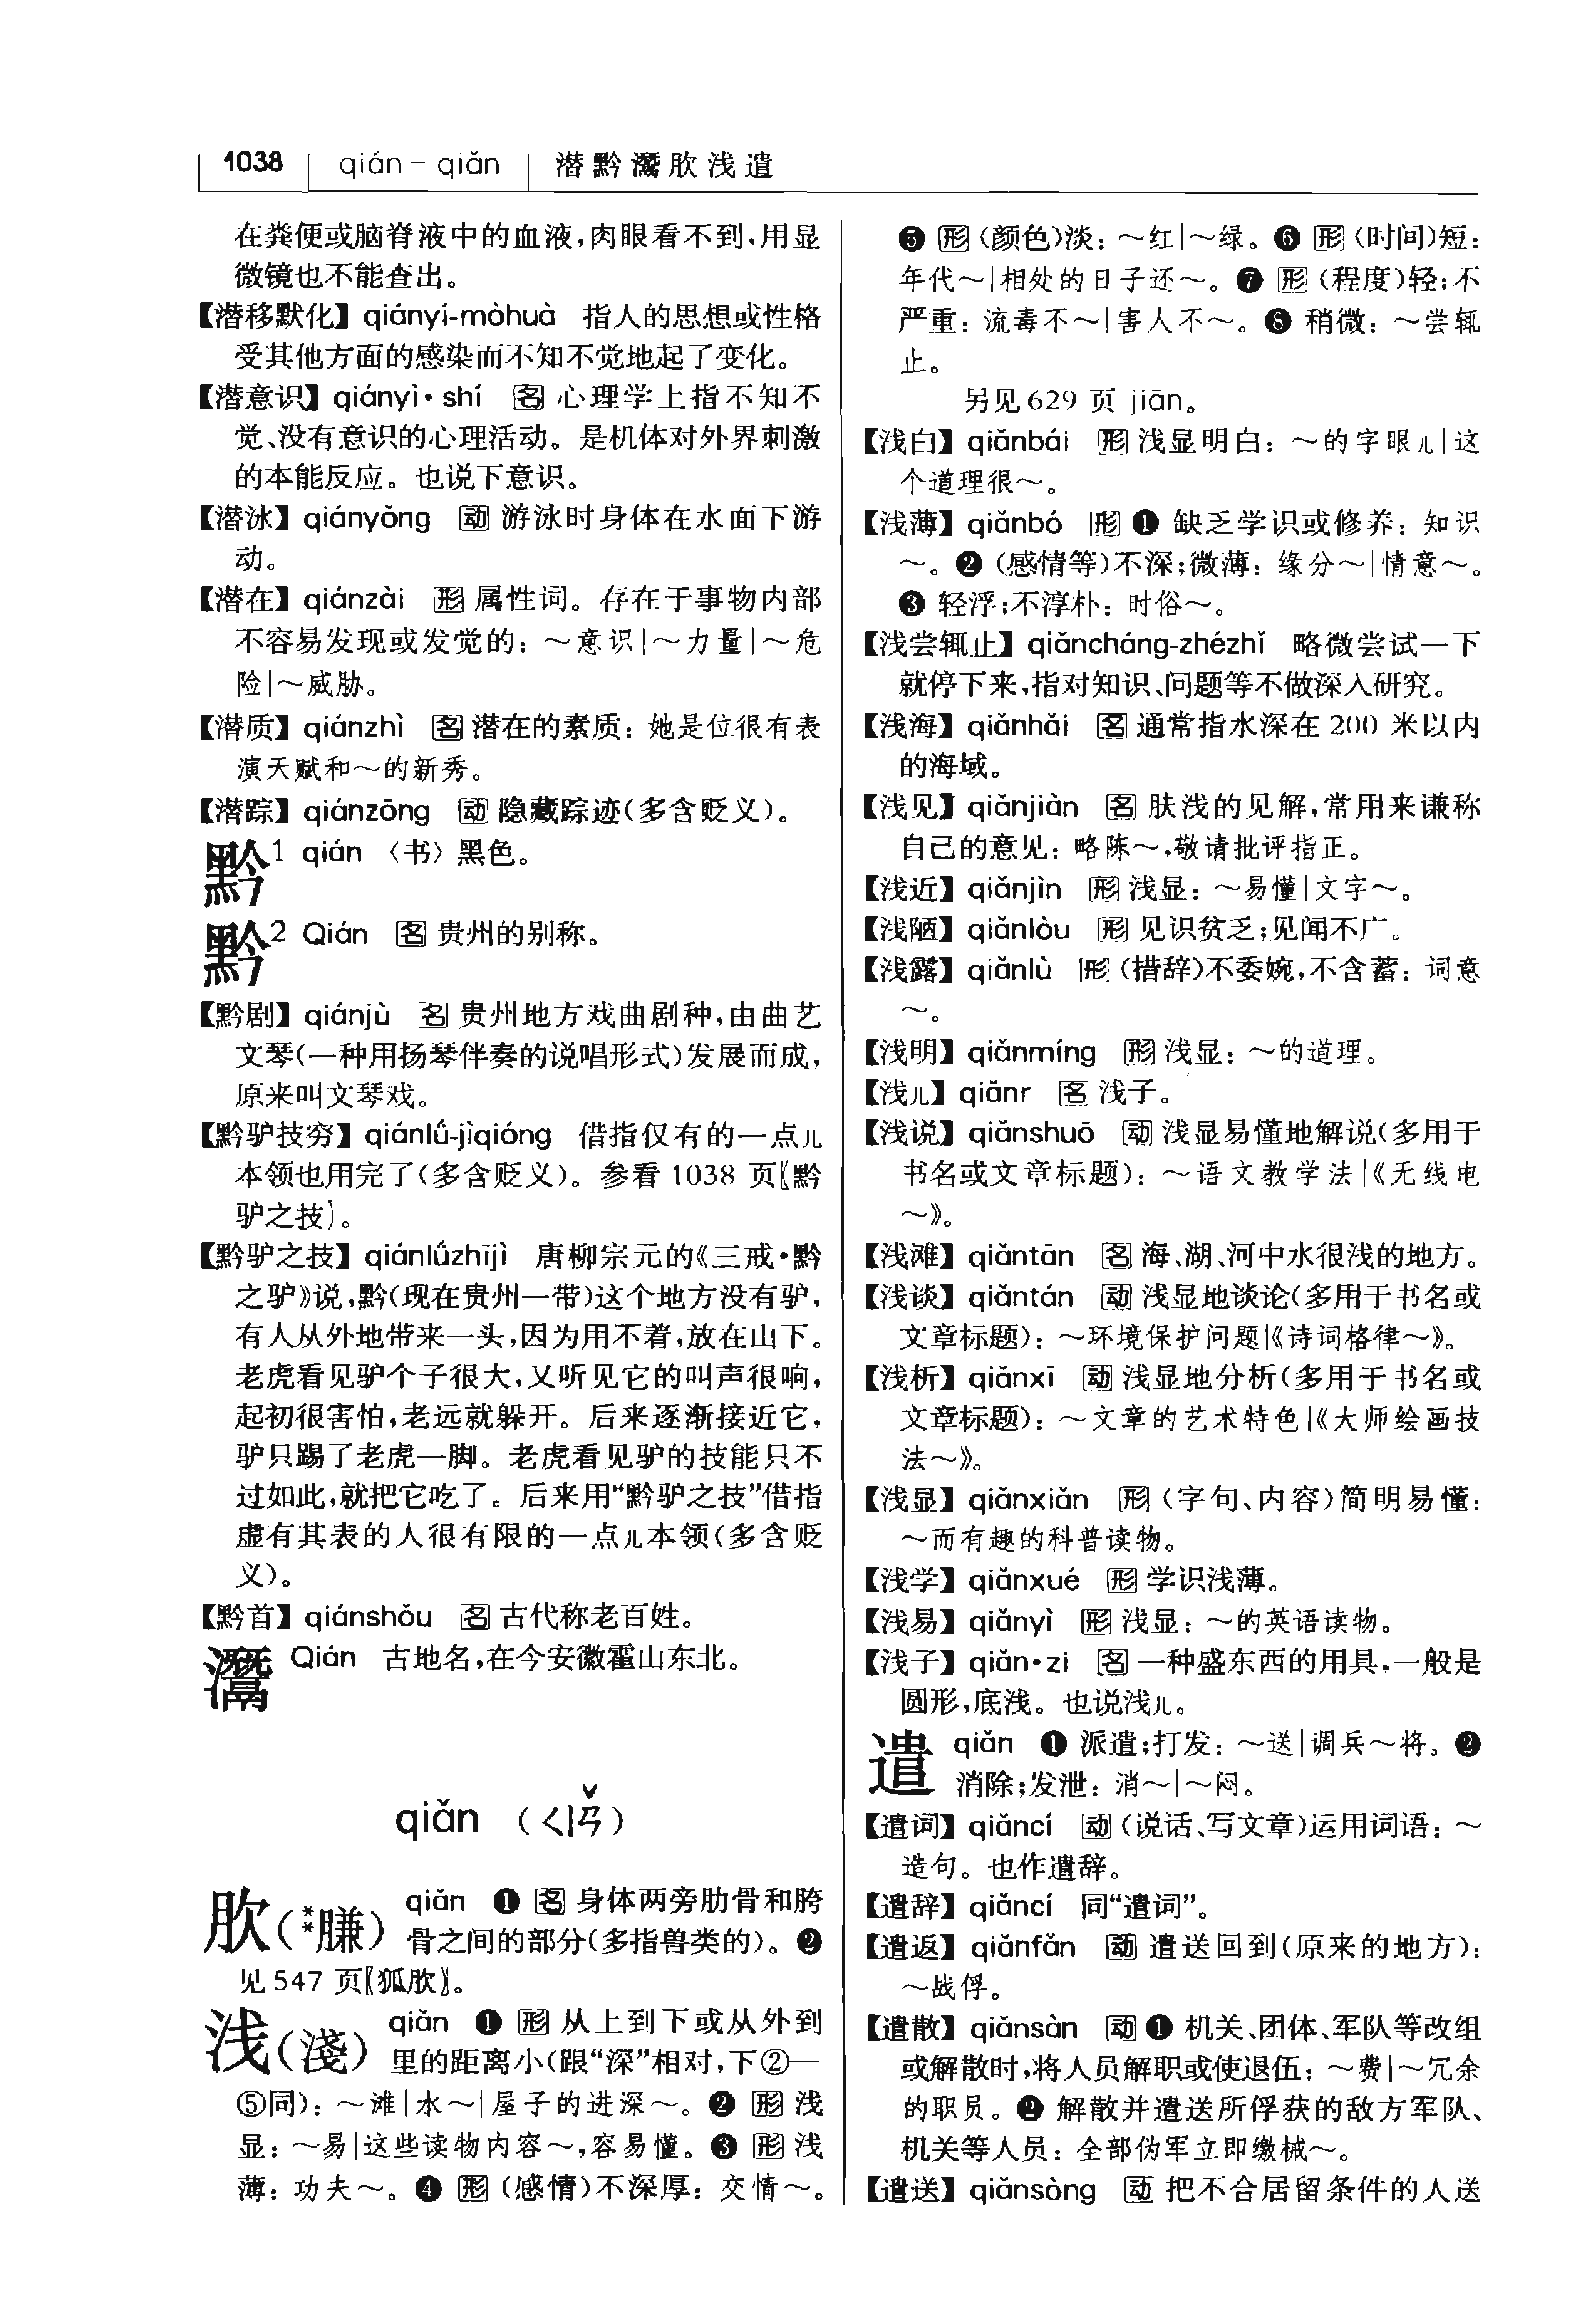 1038 qián－qiǎn 潜黔灊肷浅遣
在粪便或脑脊液中的血液，肉眼看不到，用显
微镜也不能查出。
【潜移默化】qiányí-mòhuà 指人的思想或性格
受其他方面的感染而不知不觉地起了变化。
【潜意识】qiányì·shí 名 心理学上指不知不
觉、没有意识的心理活动。是机体对外界刺激
的本能反应。也说下意识。
【潜泳】qiányǒng 动 游泳时身体在水面下游
动。
【潜在】qiánzài 形 属性词。存在于事物内部
不容易发现或发觉的：～意识|～力量|～危
险|～威胁。
【潜质】qiánzhì 名 潜在的素质：她是位很有表
演天赋和～的新秀。
【潜踪】qiánzōng 动 隐藏踪迹（多含贬义）。
黔1 qián 〈书〉黑色。
黔2 Qián 名 贵州的别称。
【黔剧】qiánjù 名 贵州地方戏曲剧种，由曲艺
文琴（一种用扬琴伴奏的说唱形式）发展而成，
原来叫文琴戏。
【黔驴技穷】qiánlǘ-jìqióng 借指仅有的一点儿
本领也用完了（多含贬义）。参看1038 页〖黔
驴之技〗。
【黔驴之技】qiánlǘzhījì 唐柳宗元的《三戒·黔
之驴》说，黔（现在贵州一带）这个地方没有驴，
有人从外地带来一头，因为用不着，放在山下。
老虎看见驴个子很大，又听见它的叫声很响，
起初很害怕，老远就躲开。后来逐渐接近它，
驴只踢了老虎一脚。老虎看见驴的技能只不
过如此，就把它吃了。后来用“黔驴之技”借指
虚有其表的人很有限的一点儿本领（多含贬
义）。
【黔首】qiánshǒu 名 古代称老百姓。
灊 Qián 古地名，在今安徽霍山东北。
qiǎn （ㄑㄧㄢˇ）
肷（**膁） qiǎn ❶ 名 身体两旁肋骨和胯
骨之间的部分（多指兽类的）。❷
见 547 页〖狐肷〗。
浅（淺） qiǎn ❶ 形 从上到下或从外到
里的距离小（跟“深”相对，下②—
⑤同）：～滩|水～|屋子的进深～。❷ 形 浅
显：～易|这些读物内容～，容易懂。❸ 形 浅
薄：功夫～。❹ 形（感情）不深厚：交情～。
❺ 形（颜色）淡：～红|～绿。❻ 形（时间）短：
年代～|相处的日子还～。❼ 形（程度）轻；不
严重：流毒不～|害人不～。❽ 稍微：～尝辄
止。
另见 629 页 jiān。
【浅白】qiǎnbái 形 浅显明白：～的字眼儿|这
个道理很～。
【浅薄】qiǎnbó 形 ❶ 缺乏学识或修养：知识
～。❷（感情等）不深；微薄：缘分～|情意～。
❸ 轻浮；不淳朴：时俗～。
【浅尝辄止】qiǎncháng-zhézhǐ 略微尝试一下
就停下来，指对知识、问题等不做深入研究。
【浅海】qiǎnhǎi 名 通常指水深在 200 米以内
的海域。
【浅见】qiǎnjiàn 名 肤浅的见解，常用来谦称
自己的意见：略陈～，敬请批评指正。
【浅近】qiǎnjìn 形 浅显：～易懂|文字～。
【浅陋】qiǎnlòu 形 见识贫乏；见闻不广。
【浅露】qiǎnlù 形（措辞）不委婉，不含蓄：词意
～。
【浅明】qiǎnmíng 形 浅显：～的道理。
【浅儿】qiǎnr 名 浅子。
【浅说】qiǎnshuō 动 浅显易懂地解说（多用于
书名或文章标题）：～语文教学法|《无线电
～》。
【浅滩】qiǎntān 名 海、湖、河中水很浅的地方。
【浅谈】qiǎntán 动 浅显地谈论（多用于书名或
文章标题）：～环境保护问题|《诗词格律～》。
【浅析】qiǎnxī 动 浅显地分析（多用于书名或
文章标题）：～文章的艺术特色|《大师绘画技
法～》。
【浅显】qiǎnxiǎn 形（字句、内容）简明易懂：
～而有趣的科普读物。
【浅学】qiǎnxué 形 学识浅薄。
【浅易】qiǎnyì 形 浅显：～的英语读物。
【浅子】qiǎn·zi 名 一种盛东西的用具，一般是
圆形，底浅。也说浅儿。
遣 qiǎn ❶ 派遣；打发：～送|调兵～将。❷
消除；发泄：消～|～闷。
【遣词】qiǎncí 动（说话、写文章）运用词语：～
造句。也作遣辞。
【遣辞】qiǎncí 同“遣词”。
【遣返】qiǎnfǎn 动 遣送回到（原来的地方）：
～战俘。
【遣散】qiǎnsàn 动 ❶ 机关、团体、军队等改组
或解散时，将人员解职或使退伍：～费|～冗余
的职员。❷ 解散并遣送所俘获的敌方军队、
机关等人员：全部伪军立即缴械～。
【遣送】qiǎnsòng 动 把不合居留条件的人送